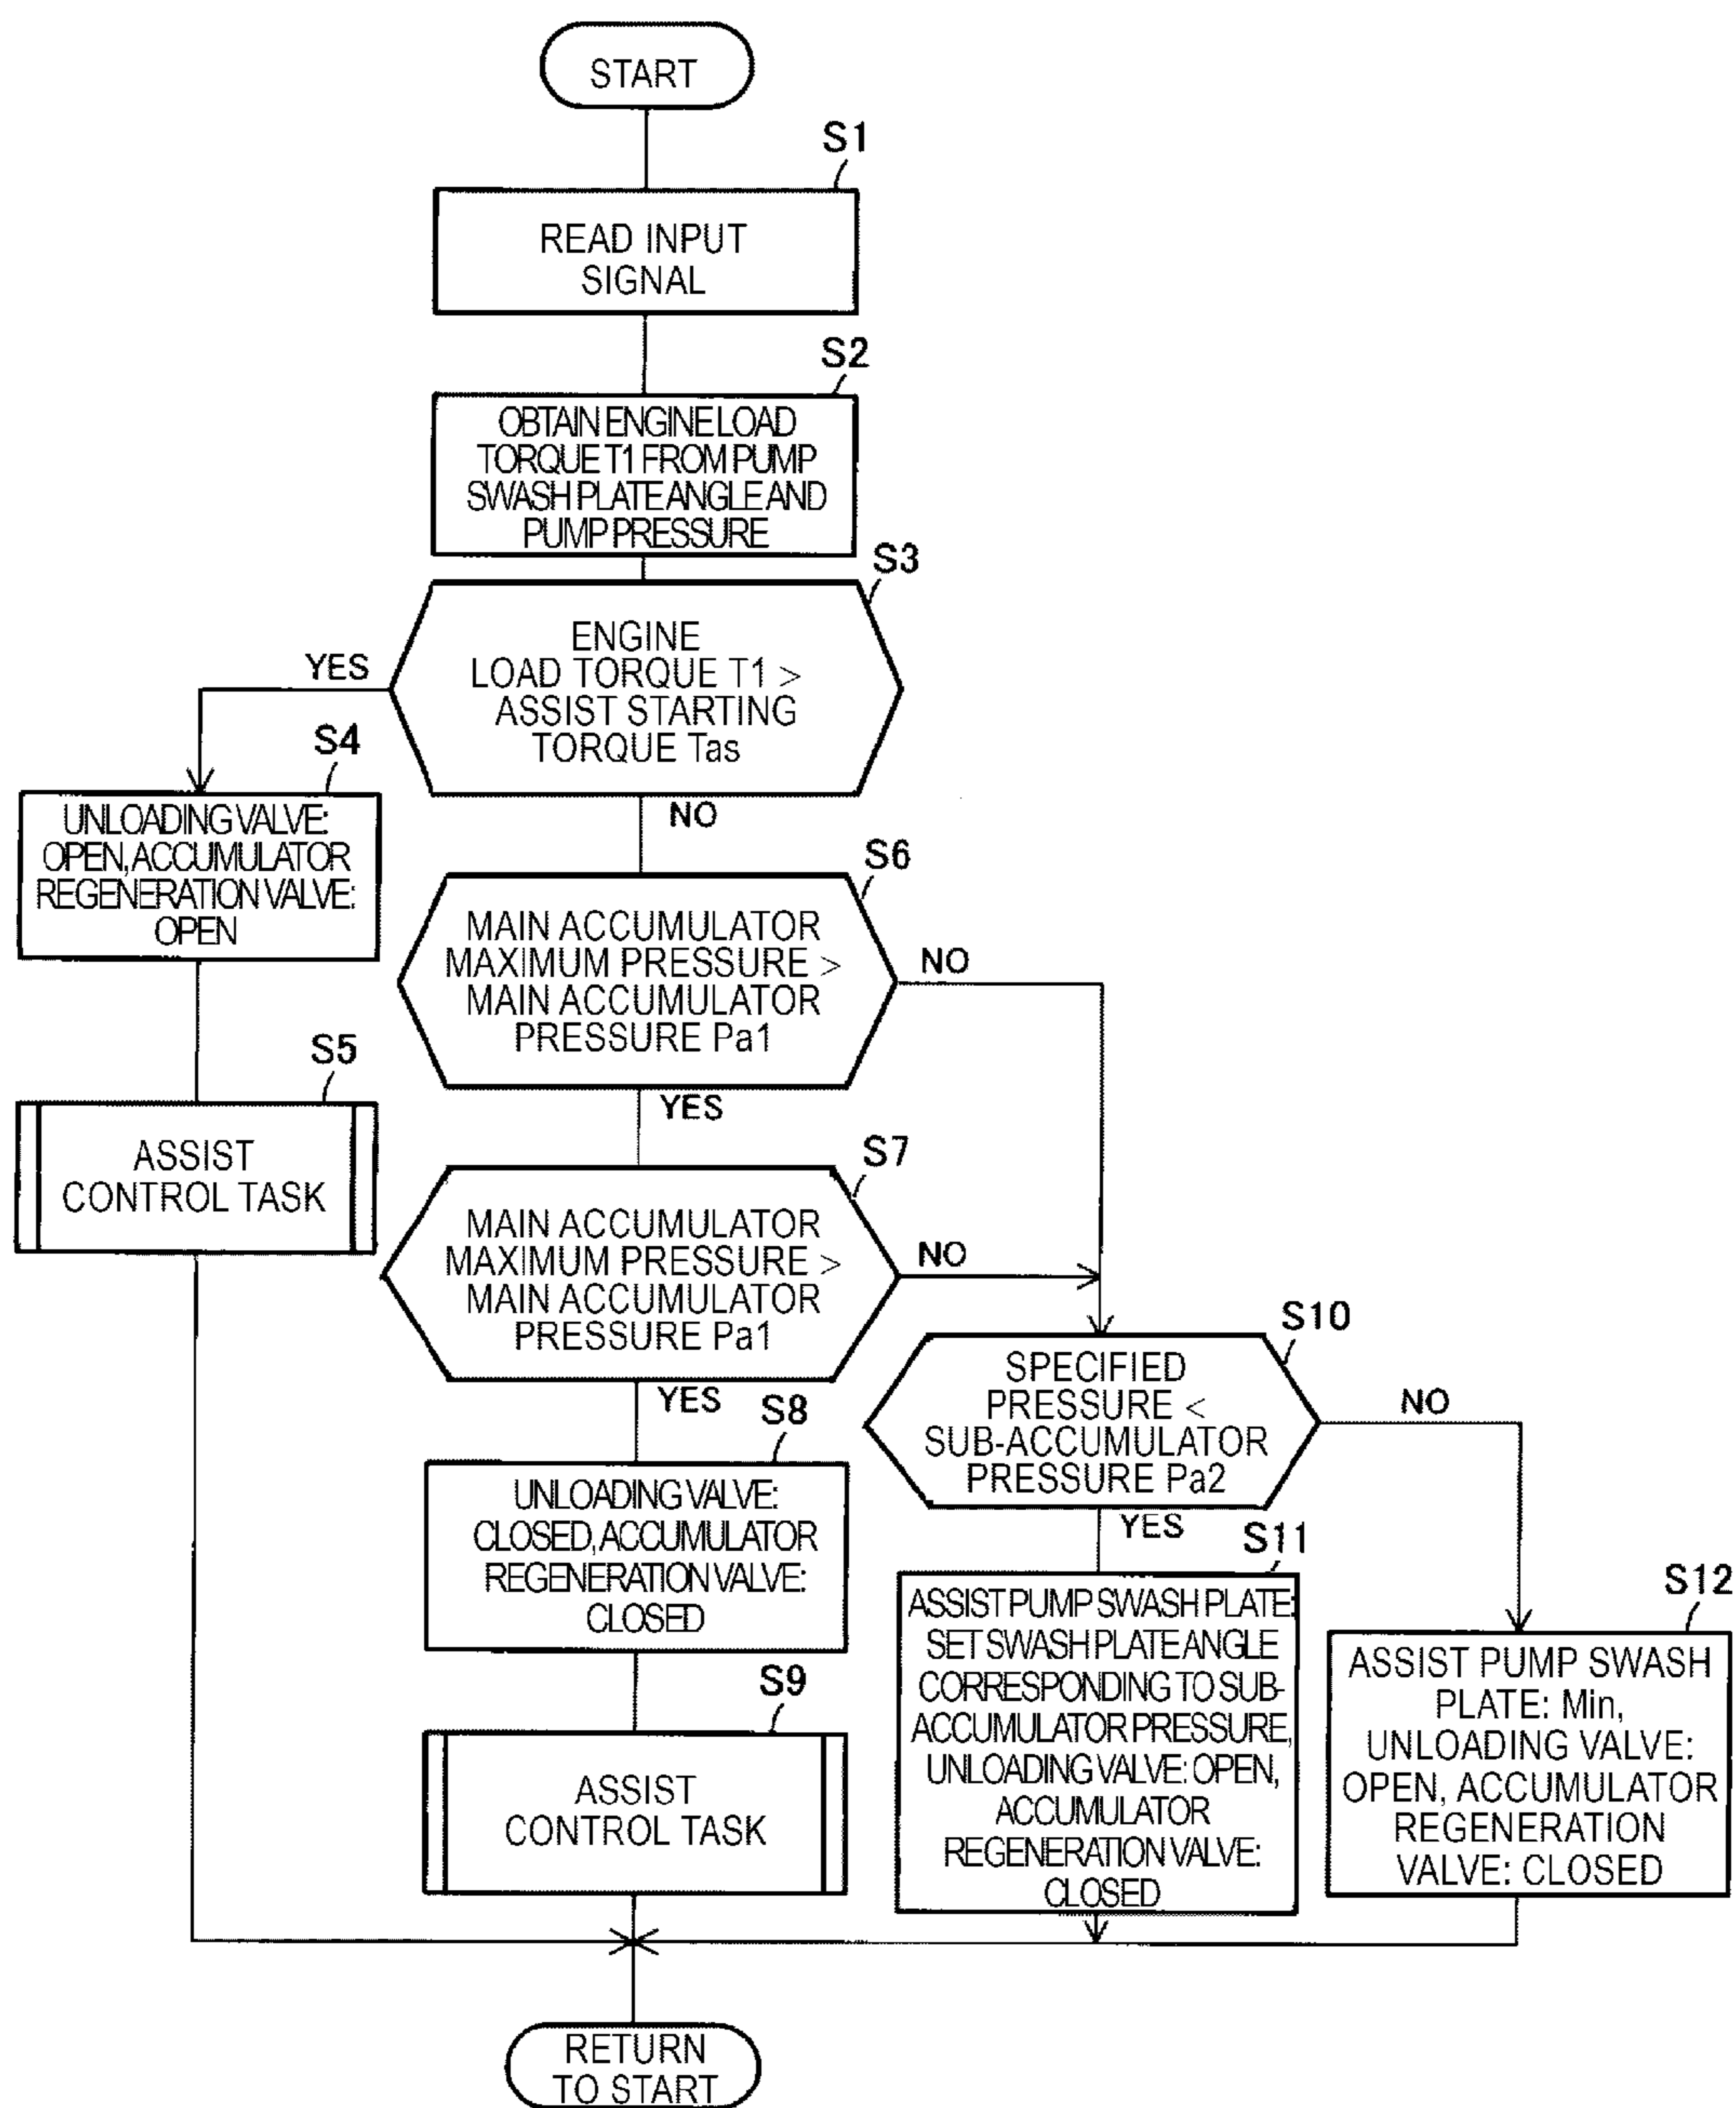 START
S1
READ INPUT
SIGNAL
S2
OBTAIN ENGINE LOAD
TORQUE T1 FROM PUMP
SWASH PLATE ANGLE AND
PUMP PRESSURE
S3
ENGINE
LOAD TORQUE T1 >
ASSIST STARTING
TORQUE Tas
YES
NO
S4
UNLOADING VALVE:
OPEN, ACCUMULATOR
REGENERATION VALVE:
OPEN
S5
ASSIST
CONTROL TASK
S6
MAIN ACCUMULATOR
MAXIMUM PRESSURE >
MAIN ACCUMULATOR
PRESSURE Pa1
NO
YES
S7
MAIN ACCUMULATOR
MAXIMUM PRESSURE >
MAIN ACCUMULATOR
PRESSURE Pa1
NO
YES
S8
UNLOADING VALVE:
CLOSED, ACCUMULATOR
REGENERATION VALVE:
CLOSED
S9
ASSIST
CONTROL TASK
S10
SPECIFIED
PRESSURE <
SUB-ACCUMULATOR
PRESSURE Pa2
NO
YES
S11
ASSIST PUMP SWASH PLATE:
SET SWASH PLATE ANGLE
CORRESPONDING TO SUB-
ACCUMULATOR PRESSURE,
UNLOADING VALVE: OPEN,
ACCUMULATOR
REGENERATION VALVE:
CLOSED
S12
ASSIST PUMP SWASH
PLATE: Min,
UNLOADING VALVE:
OPEN, ACCUMULATOR
REGENERATION
VALVE: CLOSED
RETURN
TO START